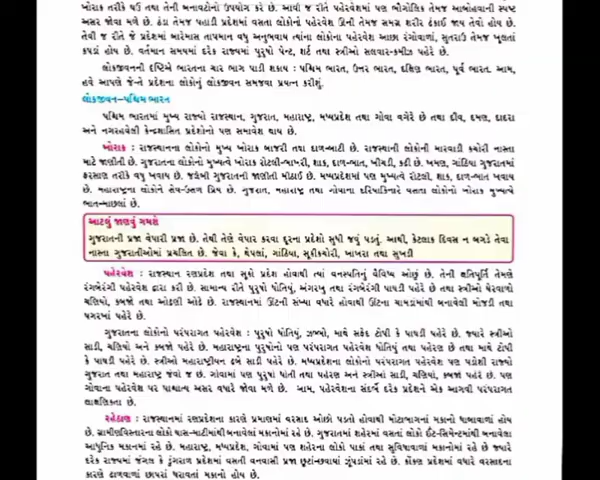 ખોરાક તરીકે થઈ તથા તેની બનાવટોનો ઉપયોગ કરે છે. આવી જ રીતે પહેરવેશમાં પણ ભૌગોલિક તેમજ આબોહવાની સ્પષ્ટ
અસર જોવા મળે છે. ઠંડા તેમજ પહાડી પ્રદેશમાં વસતા લોકોનાં પહેરવેશ ઊની તેમજ સમગ્ર શરીર ઢંકાઈ જાય તેવો હોય છે.
તેવી જ રીતે જે પ્રદેશમાં બારેમાસ તાપમાન વધુ અનુભવાય ત્યાંના લોકોના પહેરવેશ આછા રંગોવાળાં, સુતરાઉ તેમજ ખૂલતાં
કપડાં હોય છે. વર્તમાન સમયમાં દરેક રાજ્યમાં પુરુષો પેન્ટ, શર્ટ તથા સ્ત્રીઓ સલવાર-કમીઝ પહેરે છે.
લોકજીવનની દૃષ્ટિએ ભારતના ચાર ભાગ પાડી શકાય : પશ્ચિમ ભારત, ઉત્તર ભારત, દક્ષિણ ભારત, પૂર્વ ભારત. આમ,
હવે આપણે જે-તે પ્રદેશના લોકોનું લોકજીવન સમજવા પ્રયત્ન કરીશું.
લોકજીવન-પશ્ચિમ ભારત
પશ્ચિમ ભારતમાં મુખ્ય રાજ્યો રાજસ્થાન, ગુજરાત, મહારાષ્ટ્ર, મધ્યપ્રદેશ તથા ગોવા વગેરે છે તથા દીવ, દમણ, દાદરા
અને નગરહવેલી કેન્દ્રશાસિત પ્રદેશોનો પણ સમાવેશ થાય છે.
ખોરાક : રાજસ્થાનના લોકોનો મુખ્ય ખોરાક બાજરી તથા દાળ-બાટી છે. રાજસ્થાની લોકોની મારવાડી કચોરી નાસ્તા
માટે જાણીતી છે. ગુજરાતના લોકોનો મુખ્યત્વે ખોરાક રોટલી-ભાખરી, શાક, દાળ-ભાત, ખીચડી, કઢી છે. ખમણ, ગાંઠિયા ગુજરાતમાં
ફરસાણ તરીકે વધુ ખવાય છે. જલેબી ગુજરાતની જાણીતી મીઠાઈ છે. મધ્યપ્રદેશમાં પણ મુખ્યત્વે રોટલી, શાક, દાળ-ભાત ખવાય
છે. મહારાષ્ટ્રના લોકોને સેવ-ઉસળ પ્રિય છે. ગુજરાત, મહારાષ્ટ્ર તથા ગોવાના દરિયાકિનારે વસતા લોકોનો ખોરાક મુખ્યત્વે
ભાત-માછલાં છે.
આટલું જાણવું ગમશે
ગુજરાતની પ્રજા વેપારી પ્રજા છે. તેથી તેણે વેપાર કરવા દૂરના પ્રદેશો સુધી જવું પડતું. આથી, કેટલાક દિવસ ન બગડે તેવા
નાસ્તા ગુજરાતીઓમાં પ્રચલિત છે. જેવા કે, થેપલાં, ગાંઠિયા, સૂકીકચોરી, ખાખરા તથા સુખડી
પહેરવેશ : રાજસ્થાન રણપ્રદેશ તથા સૂકો પ્રદેશ હોવાથી ત્યાં વનસ્પતિનું વૈવિધ્ય ઓછું છે. તેની ક્ષતિપૂર્તિ તેમણે
રંગબેરંગી પહેરવેશ દ્વારા કરી છે. સામાન્ય રીતે પુરુષો ધોતિયું, અંગરખુ તથા રંગબેરંગી પાઘડી પહેરે છે તથા સ્ત્રીઓ ઘેરવાળો
ચણિયો, કબજો તથા ઓઢણી ઓઢે છે. રાજસ્થાનમાં ઊંટની સંખ્યા વધારે હોવાથી ઊંટના ચામડાંમાંથી બનાવેલી મોજડી તથા
પગરખાં પહેરે છે.
ગુજરાતના લોકોનો પરંપરાગત પહેરવેશ : પુરુષો ધોતિયું, ઝભ્ભો, માથે સફેદ ટોપી કે પાઘડી પહેરે છે. જ્યારે સ્ત્રીઓ
સાડી, ચણિયો અને કબજો પહેરે છે. મહારાષ્ટ્રના પુરુષોનો પણ પરંપરાગત પહેરવેશ ધોતિયું તથા પહેરણ છે તથા માથે ટોપી
કે પાઘડી પહેરે છે. સ્ત્રીઓ મહારાષ્ટ્રીયન ઢબે સાડી પહેરે છે. મધ્યપ્રદેશના લોકોનો પરંપરાગત પહેરવેશ પણ પડોશી રાજ્યો
ગુજરાત તથા મહારાષ્ટ્ર જેવો જ છે. ગોવામાં પણ પુરુષો ધોતી તથા પહેરણ અને સ્ત્રીઓ સાડી, ચણિયો, કબજો પહેરે છે. પણ
ગોવાના પહેરવેશ પર પાશ્ચાત્ય અસર વધારે જોવા મળે છે. આમ, પહેરવેશના સંદર્ભે દરેક પ્રદેશને એક આગવી પરંપરાગત
લાક્ષણિકતા છે.
રહેઠાણ : રાજસ્થાનમાં રણપ્રદેશના કારણે પ્રમાણમાં વરસાદ ઓછો પડતો હોવાથી મોટાભાગનાં મકાનો ધાબાવાળાં હોય
છે. ગ્રામીણવિસ્તારના લોકો ઘાસ-માટીમાંથી બનાવેલાં મકાનોમાં રહે છે. ગુજરાતમાં શહેરમાં વસતાં લોકો ઈંટ-સિમેન્ટમાંથી બનાવેલાં
આધુનિક મકાનમાં રહે છે. મહારાષ્ટ્ર, મધ્યપ્રદેશ, ગોવામાં પણ શહેરના લોકો પાકાં તથા સુવિધાવાળાં મકાનોમાં રહે છે જ્યારે
દરેક રાજ્યમાં જંગલ કે ડુંગરાળ પ્રદેશમાં વસતી વનવાસી પ્રજા છૂટાંછવાયાં ઝૂંપડાંમાં રહે છે. કોંકણ પ્રદેશમાં વધારે વરસાદના
કારણે ઢાળવાળાં છાપરાં ધરાવતાં મકાનો હોય છે.